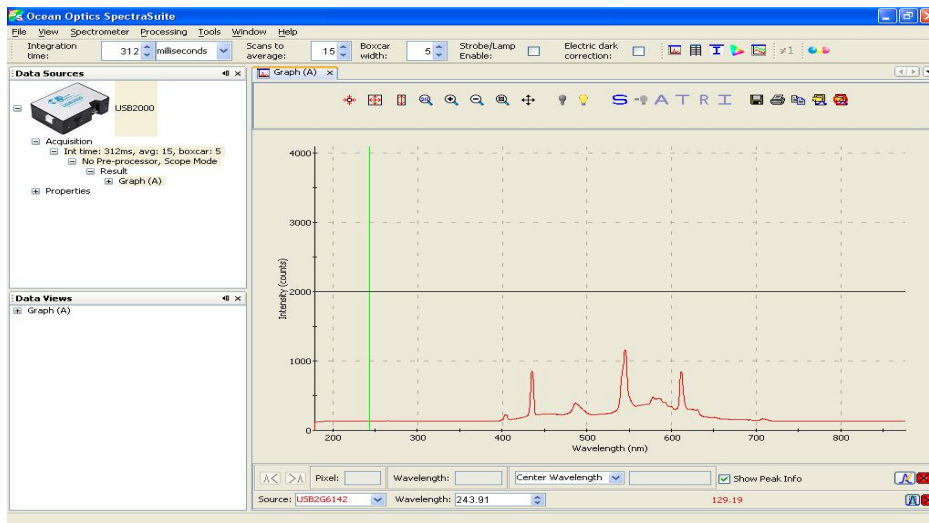 Ocean Optics SpectraSuite
File View Spectrometer Processing Tools Window Help
Integration time: 312 milliseconds Scans to average: 15 Boxcar width: 5 Strobe/Lamp Enable: Electric dark correction: ≠1
Data Sources
USB2000
Acquisition
Int time: 312ms, avg: 15, boxcar: 5
No Pre-processor, Scope Mode
Result
Graph (A)
Properties
Data Views
Graph (A)
Graph (A)
S A T R I
4000
3000
2000
1000
0
Intensity (counts)
200 300 400 500 600 700 800
Wavelength (nm)
Pixel: Wavelength: Center Wavelength Show Peak Info
Source: USB2G6142 Wavelength: 243.91 129.19